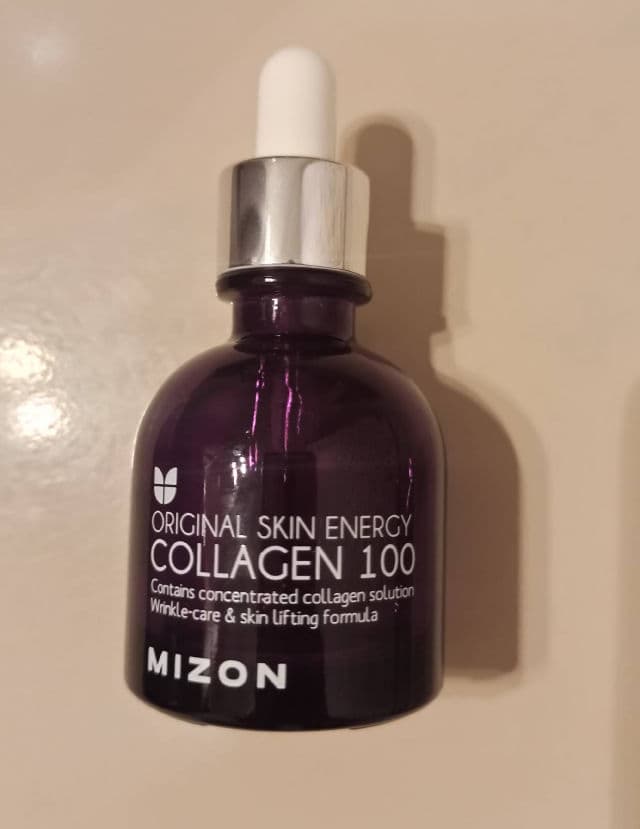 ORIGINAL SKIN ENERGY
COLLAGEN 100
Contains concentrated collagen solution
Wrinkle-care & skin lifting formula
MIZON